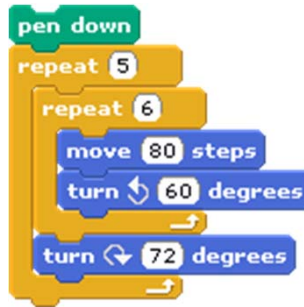 pen down
repeat 5
repeat 6
move 80 steps
turn 60 degrees
turn 72 degrees